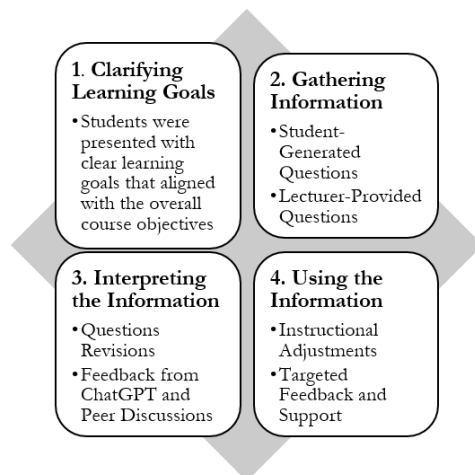 1. Clarifying
Learning Goals
•Students were
presented with
clear learning
goals that aligned
with the overall
course objectives
2. Gathering
Information
•Student-
Generated
Questions
•Lecturer-Provided
Questions
3. Interpreting
the Information
•Questions
Revisions
•Feedback from
ChatGPT and
Peer Discussions
4. Using the
Information
•Instructional
Adjustments
•Targeted
Feedback and
Support